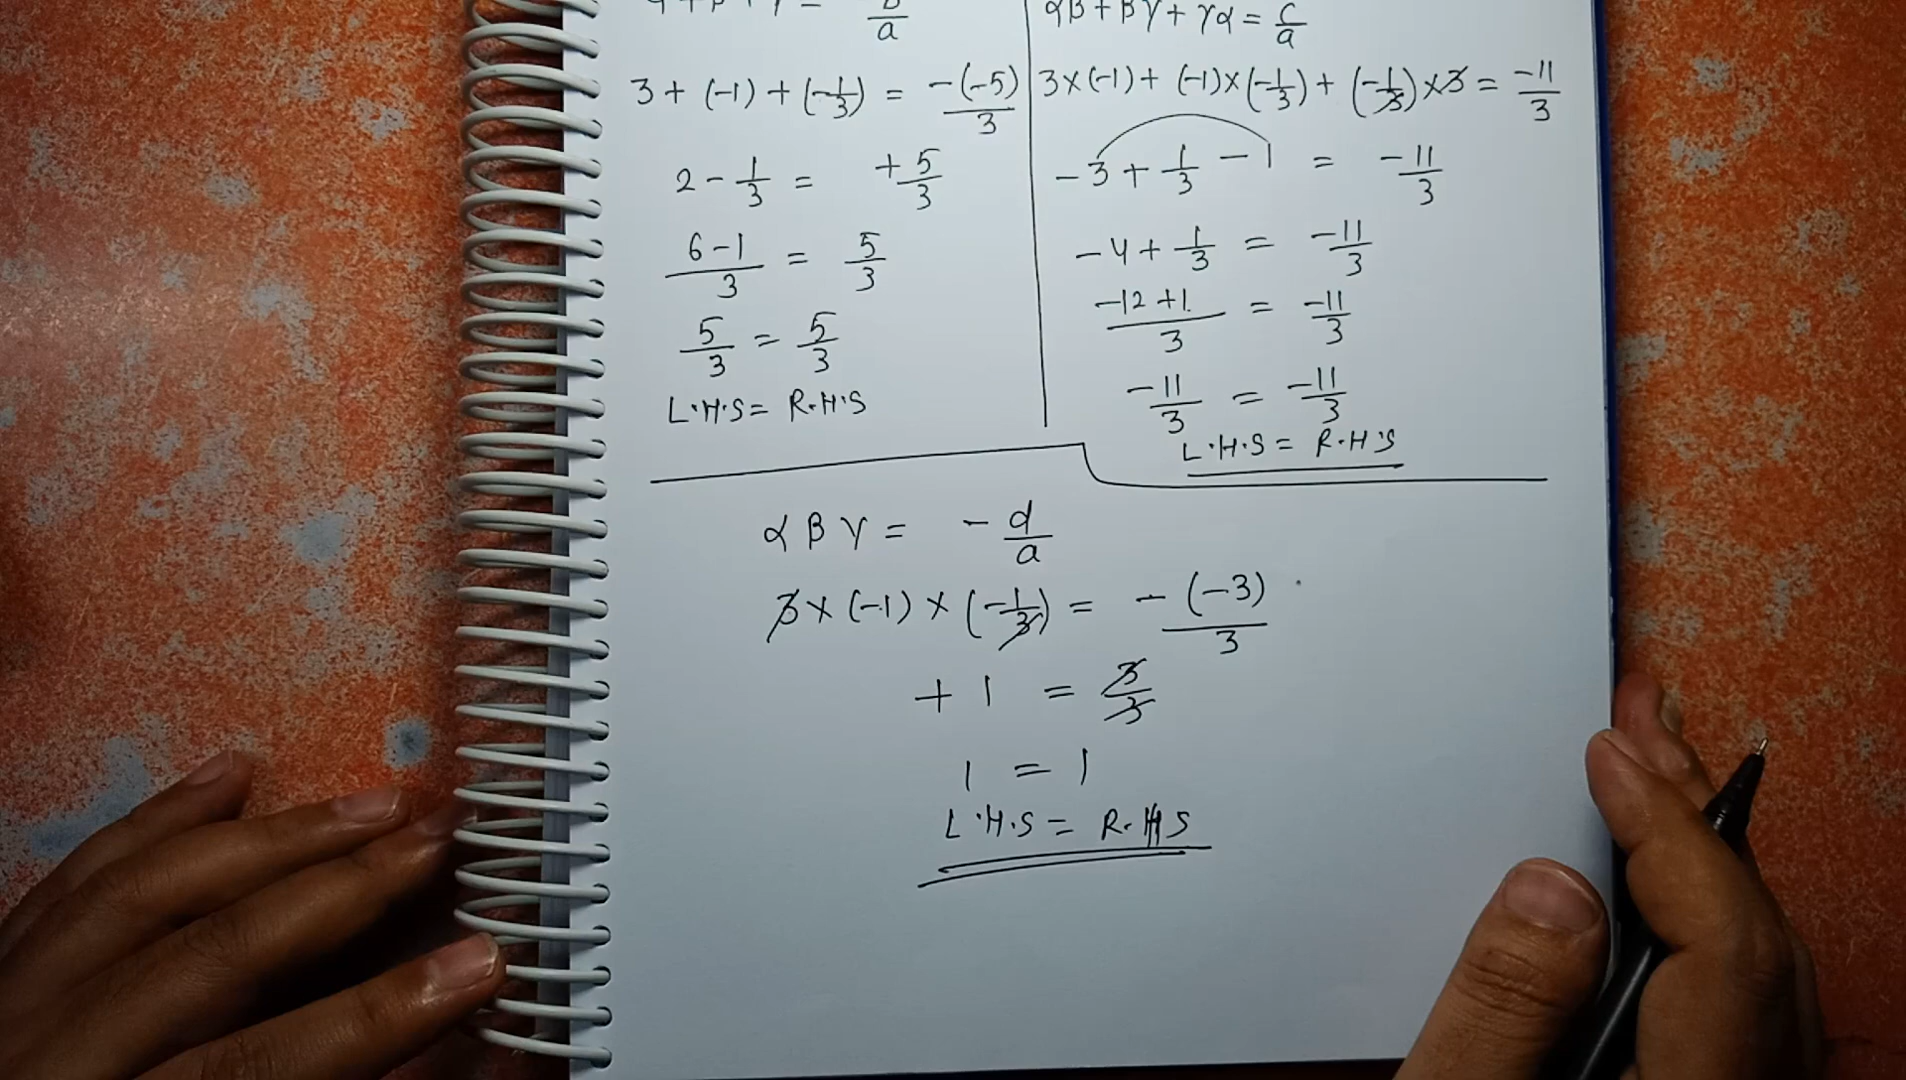 α + β + γ = -b/a
3 + (-1) + (-1/3) = -(-5)/3
2 - 1/3 = +5/3
6-1/3 = 5/3
5/3 = 5/3
L.H.S = R.H.S
αβ + βγ + γα = c/a
3×(-1) + (-1)×(-1/3) + (-1/3)×3 = -11/3
-3 + 1/3 - 1 = -11/3
-4 + 1/3 = -11/3
-12+1/3 = -11/3
-11/3 = -11/3
L.H.S = R.H.S
αβγ = -d/a
3×(-1)×(-1/3) = -(-3)/3
+1 = 3/3
1 = 1
L.H.S = R.H.S